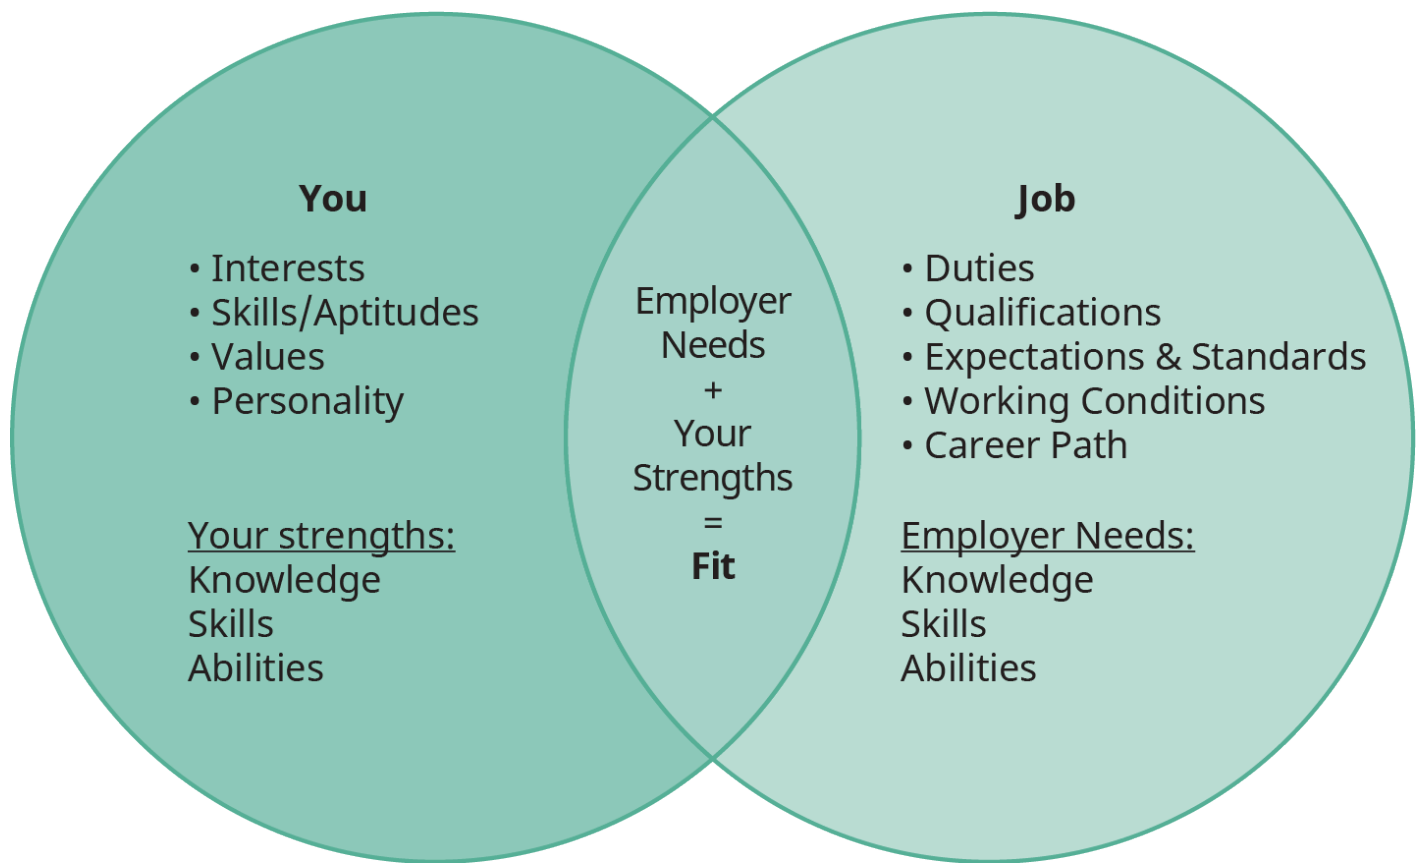 You
• Interests
• Skills/Aptitudes
• Values
• Personality
Your strengths:
Knowledge
Skills
Abilities
Employer
Needs
+
Your
Strengths
=
Fit
Job
• Duties
• Qualifications
• Expectations & Standards
• Working Conditions
• Career Path
Employer Needs:
Knowledge
Skills
Abilities